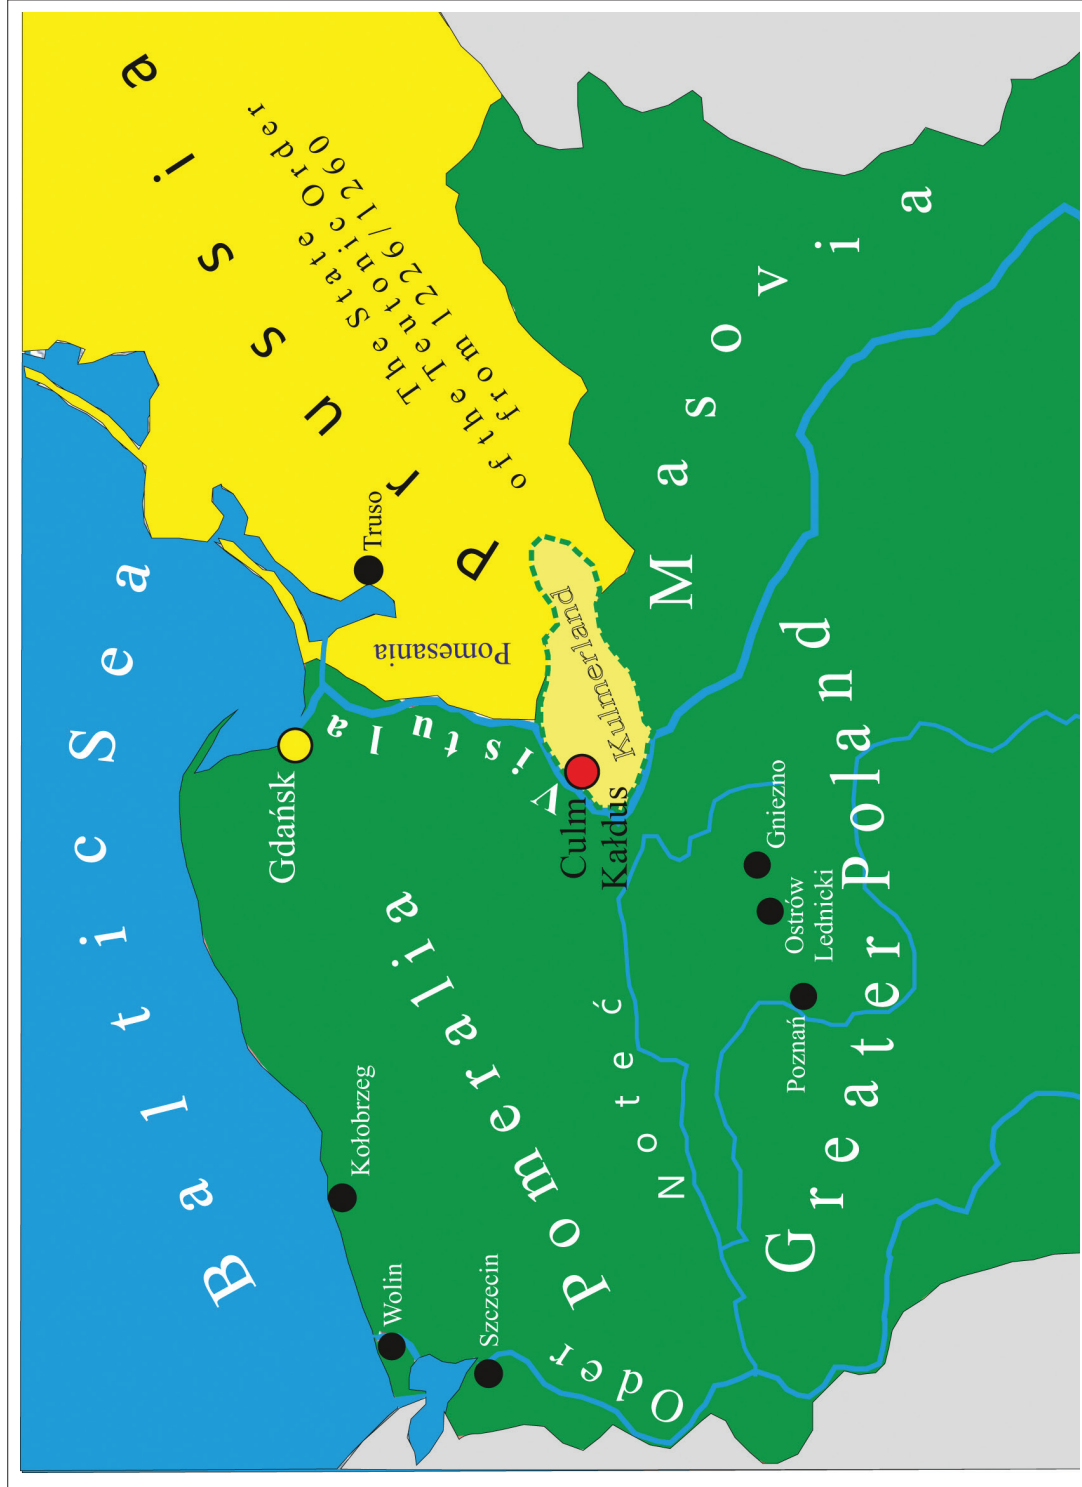 Baltic Sea
Prussia
The State
of the Teutonic Order
from 1226/1260
Truso
Pomesania
Gdańsk
Vistula
Kulmerland
Culm
Kałdus
Masovia
Kołobrzeg
Wolin
Szczecin
Pomeralia
Oder
Noteć
Gniezno
Ostrów
Lednicki
Poznań
Greater Poland